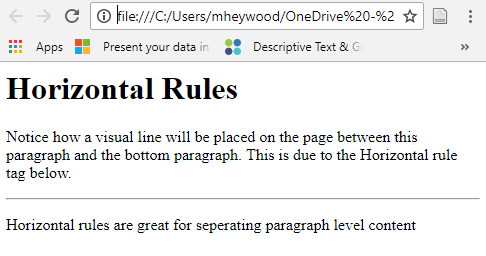 file:///C:/Users/mheywood/OneDrive%20-%2
Apps Present your data in Descriptive Text & G
Horizontal Rules
Notice how a visual line will be placed on the page between this
paragraph and the bottom paragraph. This is due to the Horizontal rule
tag below.
Horizontal rules are great for seperating paragraph level content